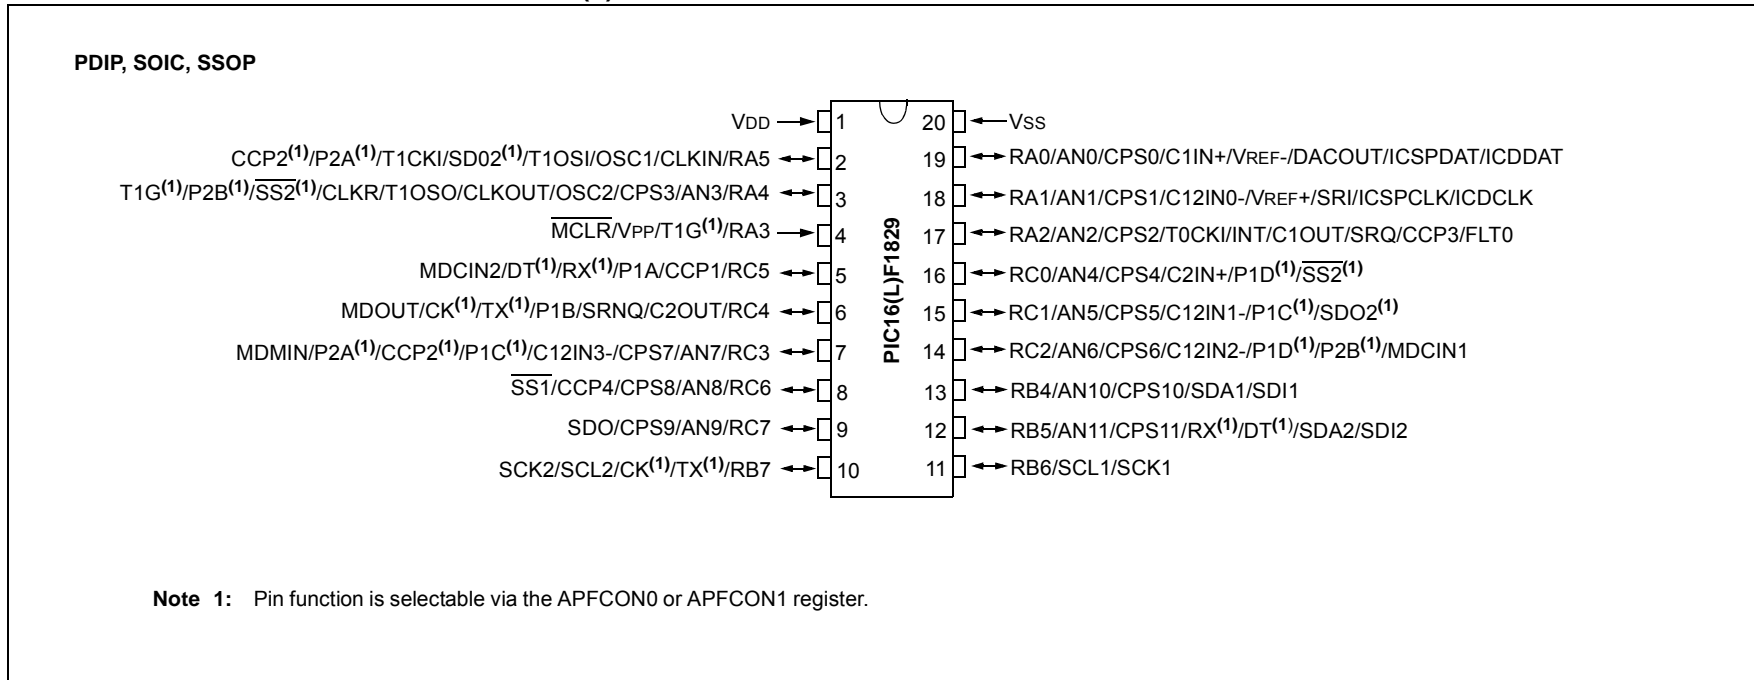 PDIP, SOIC, SSOP
VDD
1
20
VSS
CCP2(1)/P2A(1)/T1CKI/SD02(1)/T1OSI/OSC1/CLKIN/RA5
2
19
RA0/AN0/CPS0/C1IN+/VREF-/DACOUT/ICSPDAT/ICDDAT
T1G(1)/P2B(1)/SS2(1)/CLKR/T1OSO/CLKOUT/OSC2/CPS3/AN3/RA4
3
18
RA1/AN1/CPS1/C12IN0-/VREF+/SRI/ICSPCLK/ICDCLK
MCLR/VPP/T1G(1)/RA3
4
17
RA2/AN2/CPS2/T0CKI/INT/C1OUT/SRQ/CCP3/FLT0
MDCIN2/DT(1)/RX(1)/P1A/CCP1/RC5
5
16
RC0/AN4/CPS4/C2IN+/P1D(1)/SS2(1)
MDOUT/CK(1)/TX(1)/P1B/SRNQ/C2OUT/RC4
6
15
RC1/AN5/CPS5/C12IN1-/P1C(1)/SDO2(1)
MDMIN/P2A(1)/CCP2(1)/P1C(1)/C12IN3-/CPS7/AN7/RC3
7
14
RC2/AN6/CPS6/C12IN2-/P1D(1)/P2B(1)/MDCIN1
SS1/CCP4/CPS8/AN8/RC6
8
13
RB4/AN10/CPS10/SDA1/SDI1
SDO/CPS9/AN9/RC7
9
12
RB5/AN11/CPS11/RX(1)/DT(1)/SDA2/SDI2
SCK2/SCL2/CK(1)/TX(1)/RB7
10
11
RB6/SCL1/SCK1
PIC16(L)F1829
Note 1: Pin function is selectable via the APFCON0 or APFCON1 register.